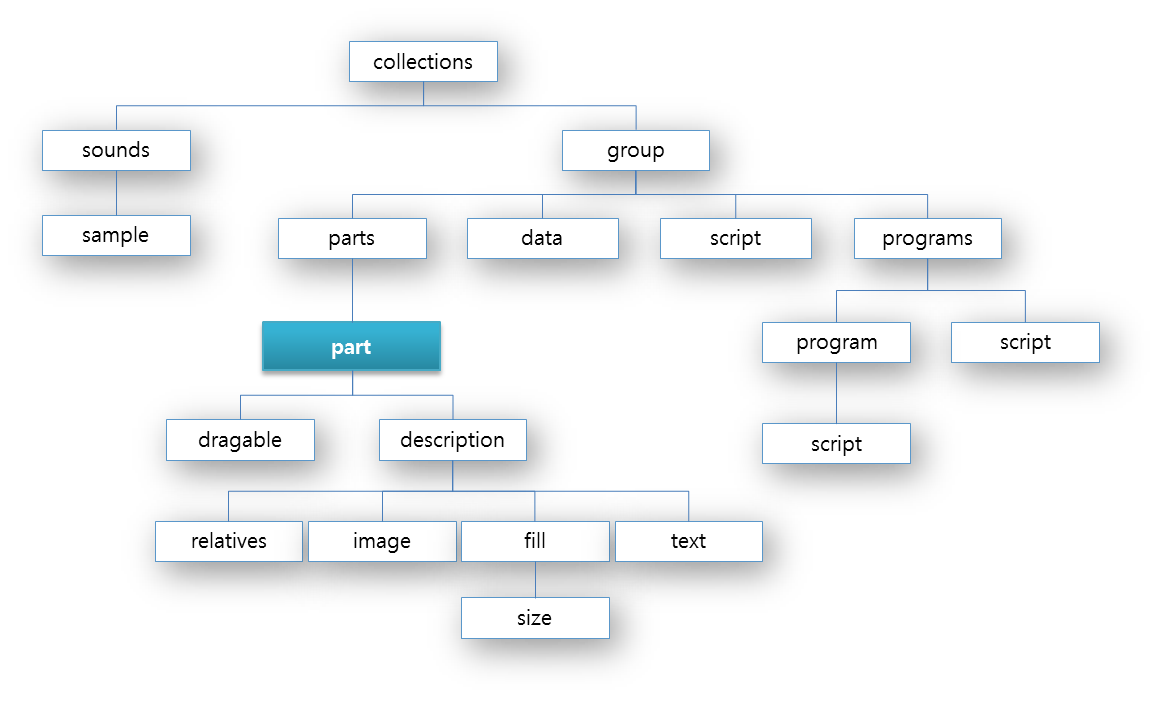 collections
sounds
group
sample
parts
data
script
programs
part
program
script
dragable
description
script
relatives
image
fill
text
size